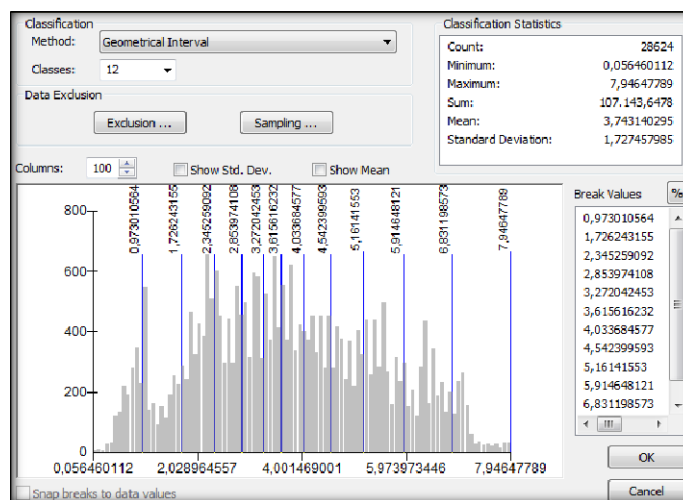 Classification
Method: Geometrical Interval
Classes: 12
Data Exclusion
Exclusion ...
Sampling ...
Classification Statistics
Count: 28624
Minimum: 0,056460112
Maximum: 7,94647789
Sum: 107.143,6478
Mean: 3,743140295
Standard Deviation: 1,727457985
Columns: 100
Show Std. Dev.
Show Mean
800
600
400
200
0
0,973010564
1,726243155
2,345259092
2,853974108
3,272042453
3,615616232
4,033684577
4,542399593
5,16141553
5,914648121
6,831198573
7,94647789
0,056460112
2,028964557
4,001469001
5,973973446
7,94647789
Break Values
%
0,973010564
1,726243155
2,345259092
2,853974108
3,272042453
3,615616232
4,033684577
4,542399593
5,16141553
5,914648121
6,831198573
OK
Cancel
Snap breaks to data values